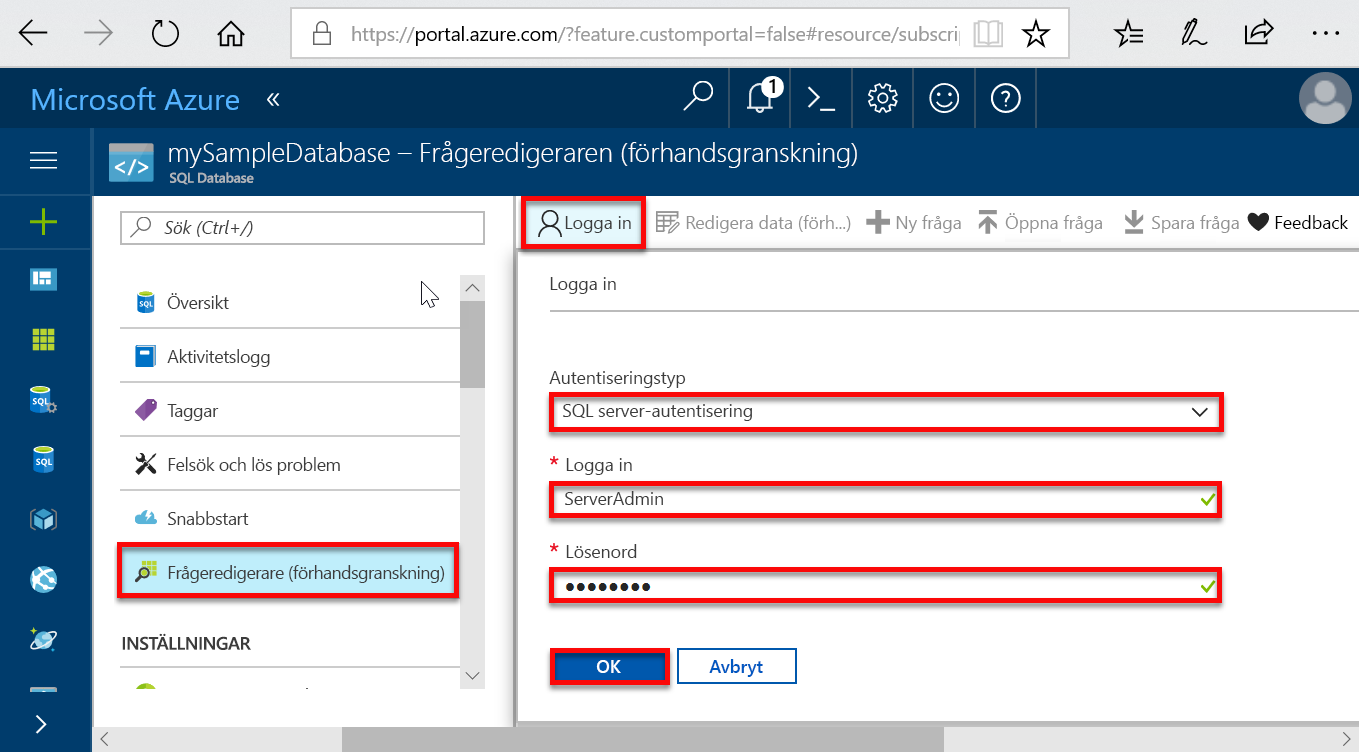 https://portal.azure.com/?feature.customportal=false#resource/subscri
Microsoft Azure «
1
mySampleDatabase – Frågeredigeraren (förhandsgranskning)
SQL Database
Sök (Ctrl+/)
Logga in Redigera data (förh...) Ny fråga Öppna fråga Spara fråga Feedback
Översikt
Aktivitetslogg
Taggar
Felsök och lös problem
Snabbstart
Frågeredigerare (förhandsgranskning)
INSTÄLLNINGAR
Logga in
Autentiseringstyp
SQL server-autentisering
* Logga in
ServerAdmin
* Lösenord
●●●●●●●●
OK Avbryt